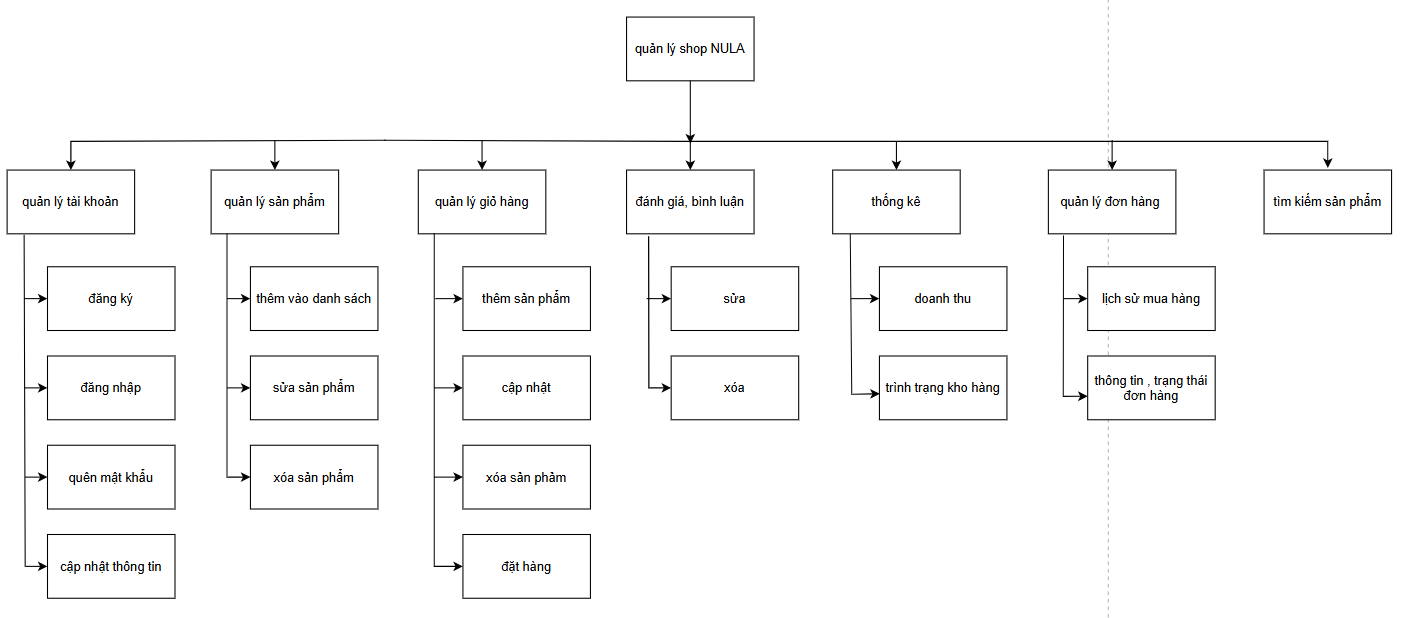 quản lý shop NULA
quản lý tài khoản
quản lý sản phẩm
quản lý giỏ hàng
đánh giá, bình luận
thống kê
quản lý đơn hàng
tìm kiếm sản phẩm
đăng ký
thêm vào danh sách
thêm sản phẩm
sửa
doanh thu
lịch sử mua hàng
đăng nhập
sửa sản phẩm
cập nhật
xóa
trình trạng kho hàng
thông tin , trạng thái
đơn hàng
quên mật khẩu
xóa sản phẩm
xóa sản phảm
cập nhật thông tin
đặt hàng